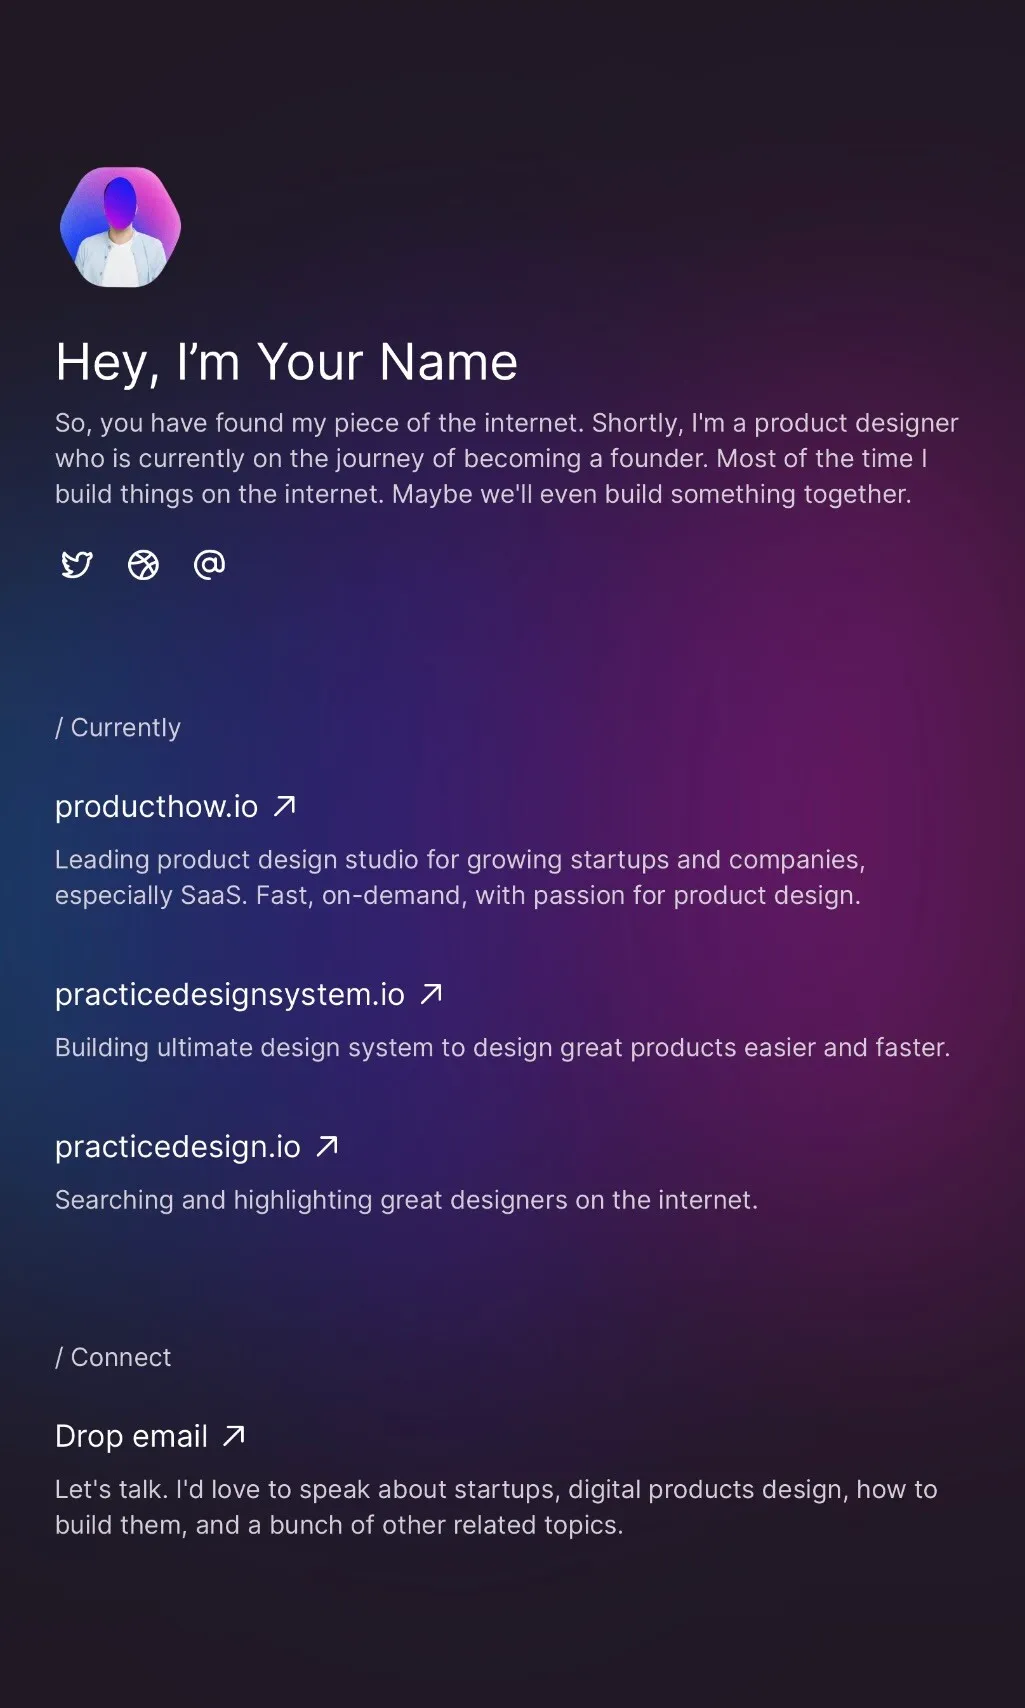 Hey, I’m Your Name
So, you have found my piece of the internet. Shortly, I'm a product designer
who is currently on the journey of becoming a founder. Most of the time I
build things on the internet. Maybe we'll even build something together.
/ Currently
producthow.io
Leading product design studio for growing startups and companies,
especially SaaS. Fast, on-demand, with passion for product design.
practicedesignsystem.io
Building ultimate design system to design great products easier and faster.
practicedesign.io
Searching and highlighting great designers on the internet.
/ Connect
Drop email
Let's talk. I'd love to speak about startups, digital products design, how to
build them, and a bunch of other related topics.